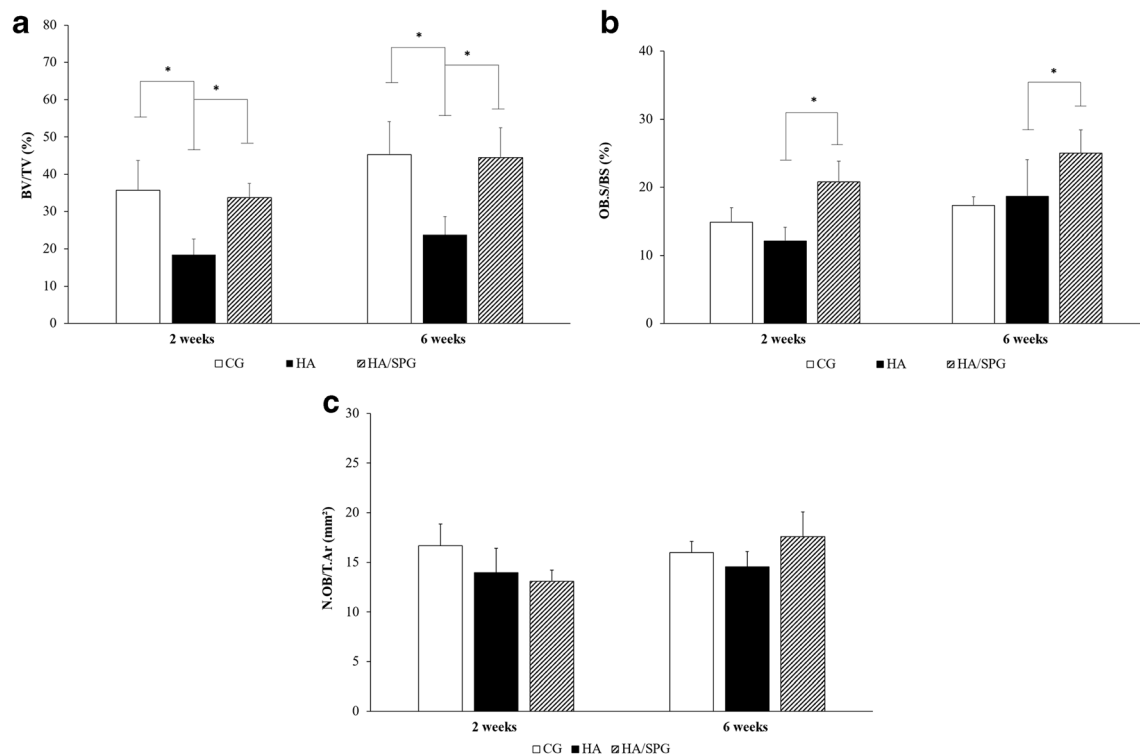 a
80
70
60
50
40
30
20
10
0
BV/TV (%)
*
*
*
*
2 weeks
6 weeks
CG HA HA/SPG
b
40
30
20
10
0
OB.S/BS (%)
*
*
2 weeks
6 weeks
CG HA HA/SPG
c
30
25
20
15
10
5
0
N.OB/T.Ar (mm²)
2 weeks
6 weeks
CG HA HA/SPG